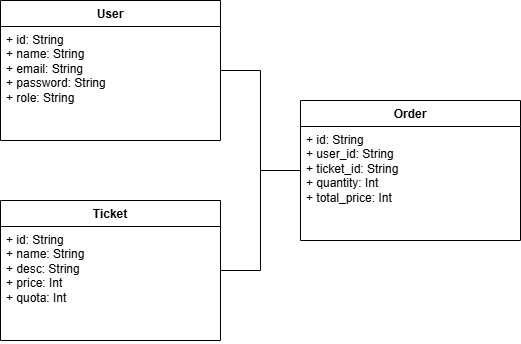 User
+ id: String
+ name: String
+ email: String
+ password: String
+ role: String
Order
+ id: String
+ user_id: String
+ ticket_id: String
+ quantity: Int
+ total_price: Int
Ticket
+ id: String
+ name: String
+ desc: String
+ price: Int
+ quota: Int